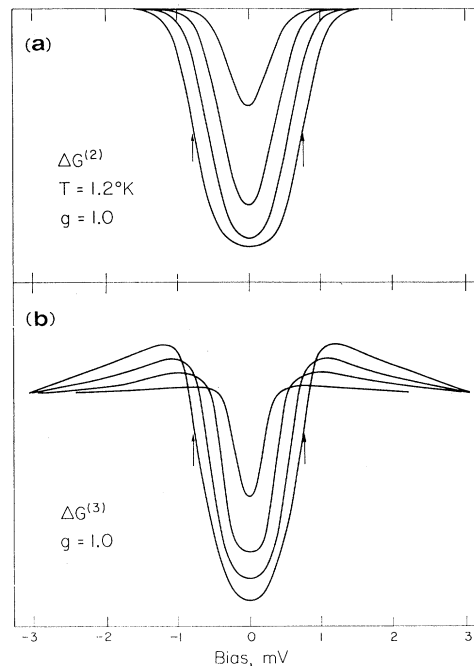 (a)
ΔG(2)
T = 1.2°K
g = 1.0
(b)
ΔG(3)
g = 1.0
-3 -2 -1 0 1 2 3
Bias, mV